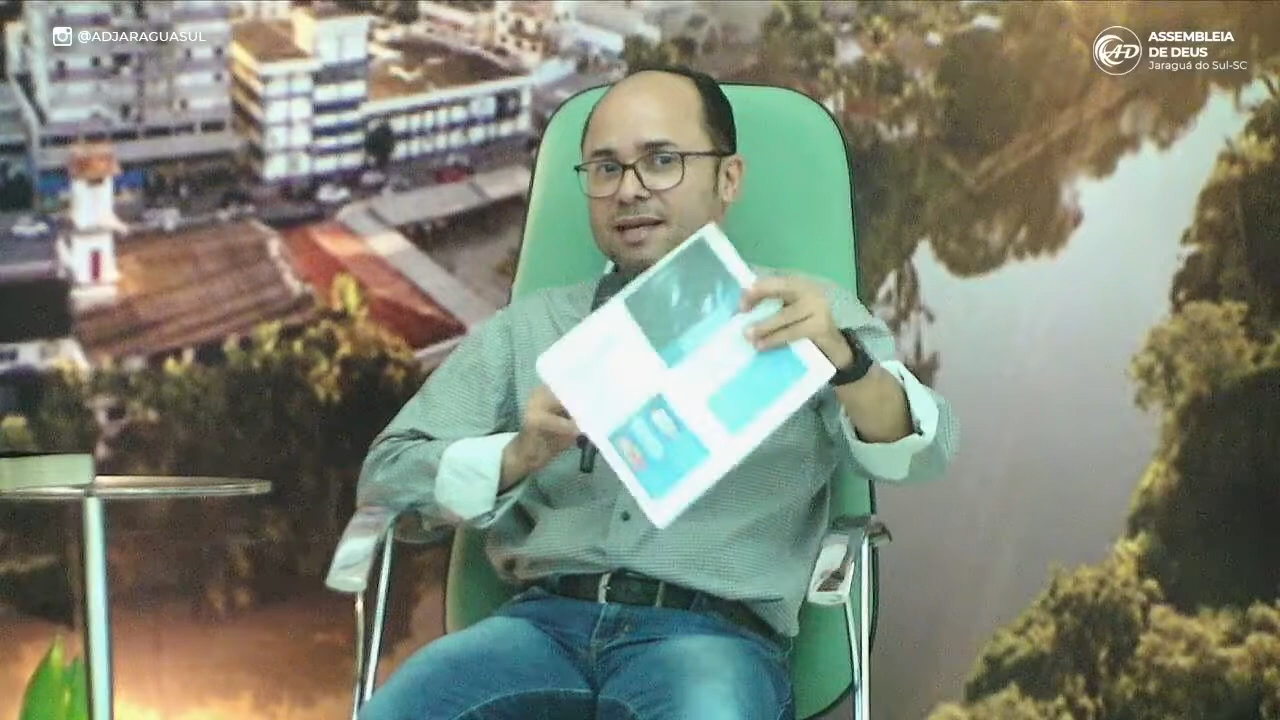 @ADJARAGUASUL
AD
ASSEMBLEIA
DE DEUS
Jaraguá do Sul-SC